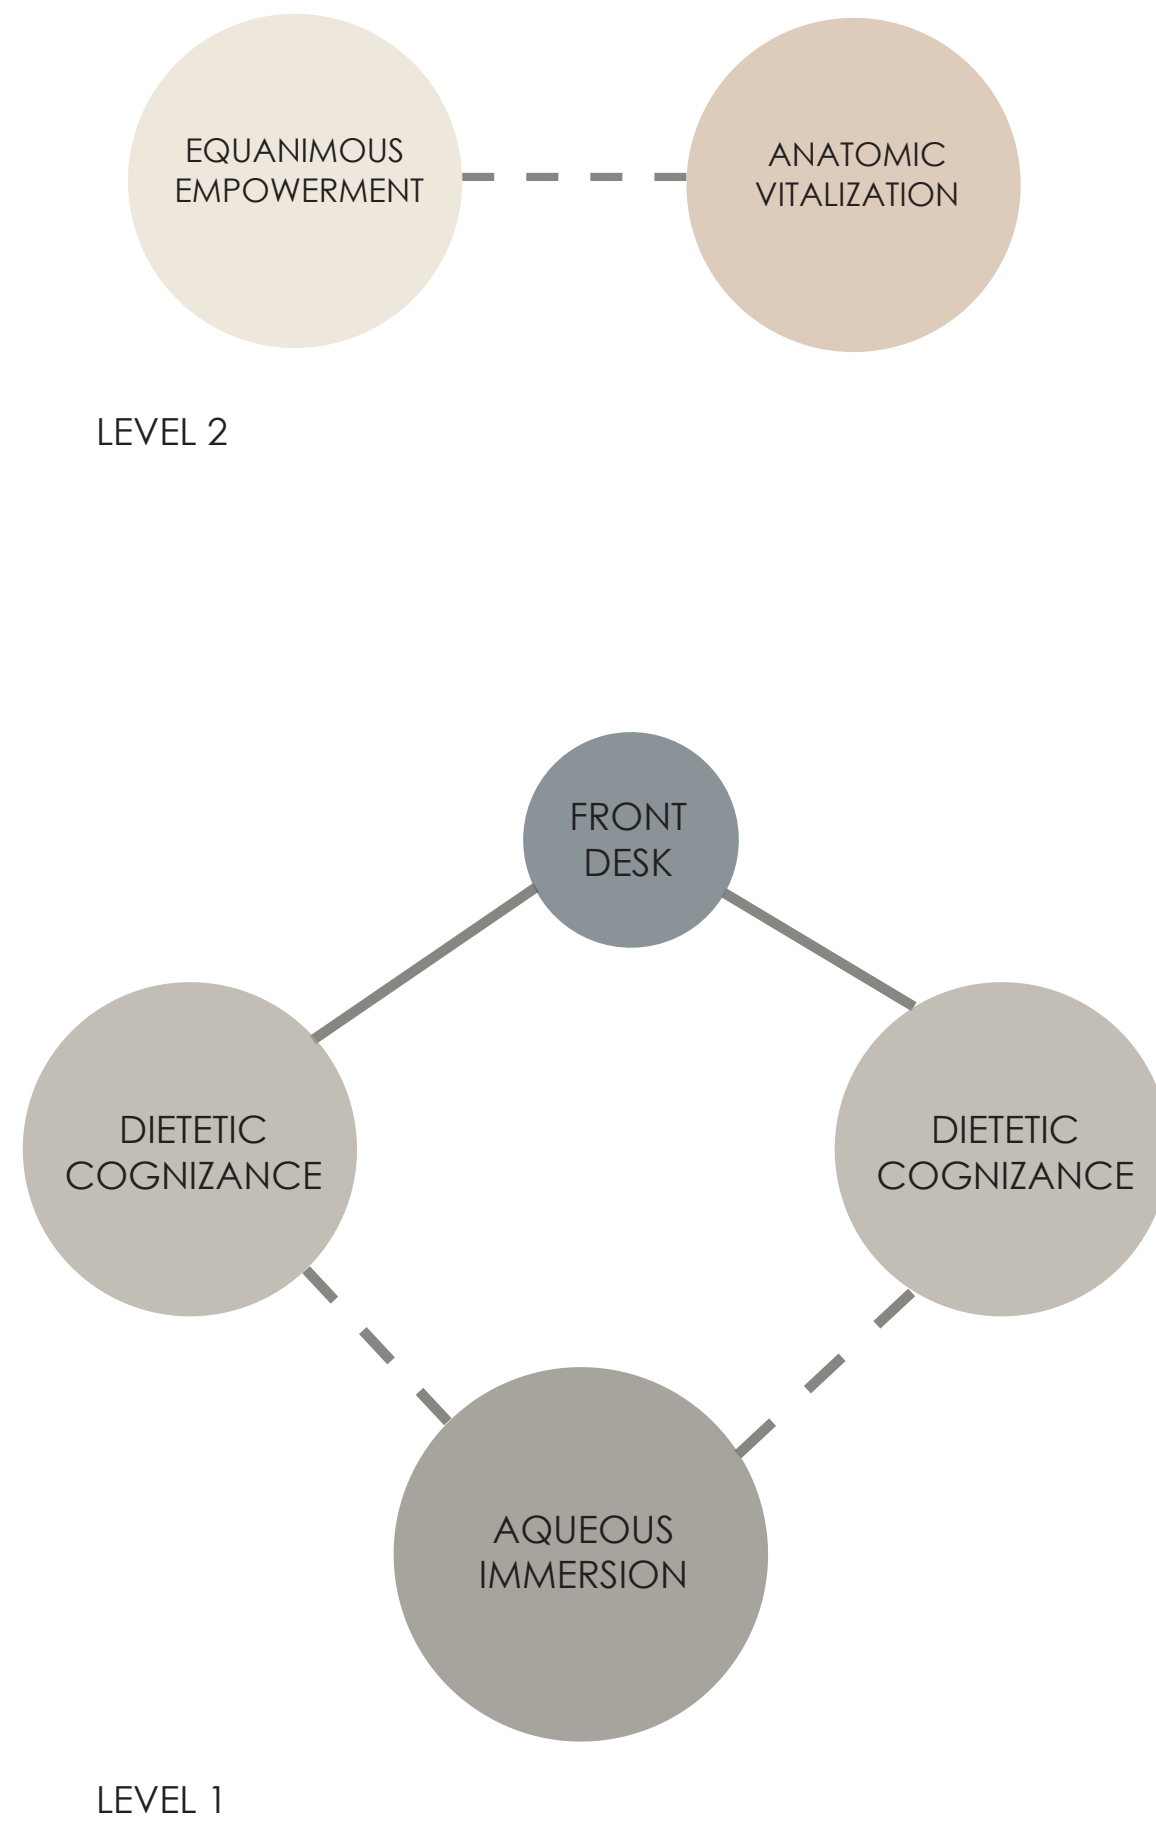 EQUANIMOUS
EMPOWERMENT
ANATOMIC
VITALIZATION
LEVEL 2
FRONT
DESK
DIETETIC
COGNIZANCE
DIETETIC
COGNIZANCE
AQUEOUS
IMMERSION
LEVEL 1